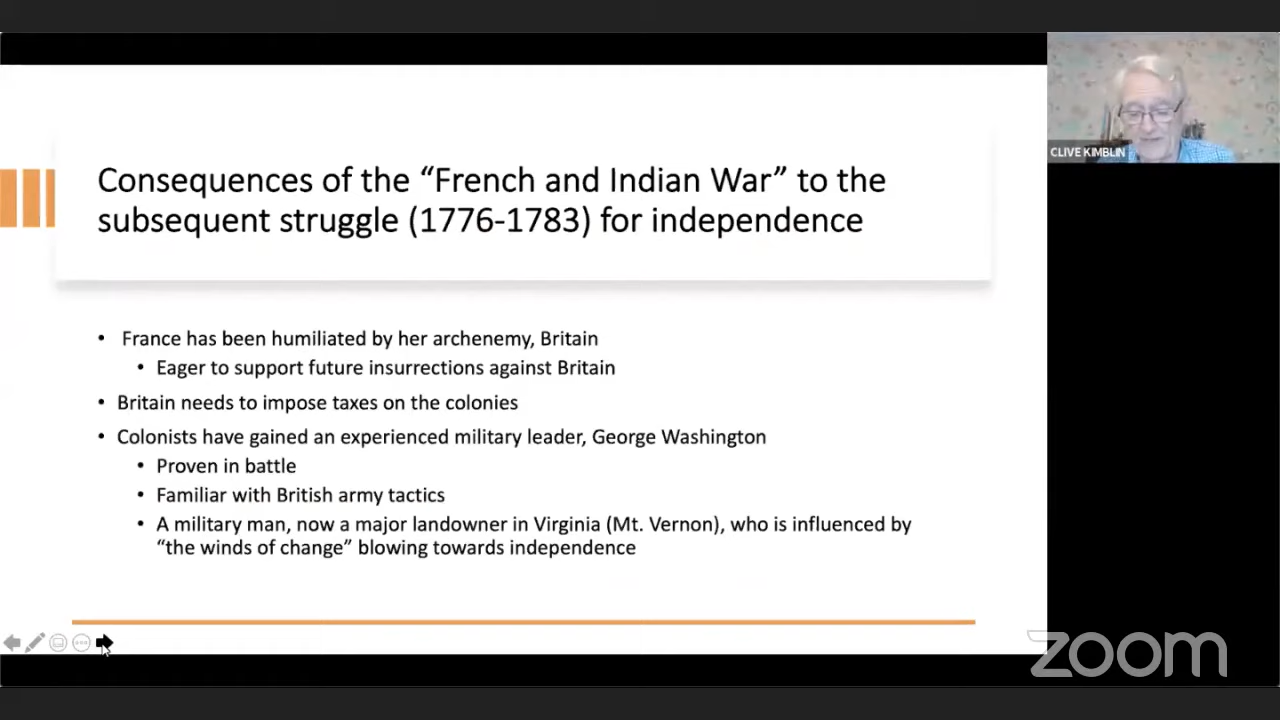 Consequences of the “French and Indian War” to the
subsequent struggle (1776-1783) for independence
• France has been humiliated by her archenemy, Britain
• Eager to support future insurrections against Britain
• Britain needs to impose taxes on the colonies
• Colonists have gained an experienced military leader, George Washington
• Proven in battle
• Familiar with British army tactics
• A military man, now a major landowner in Virginia (Mt. Vernon), who is influenced by
“the winds of change” blowing towards independence
CLIVE KIMBLIN
zoom